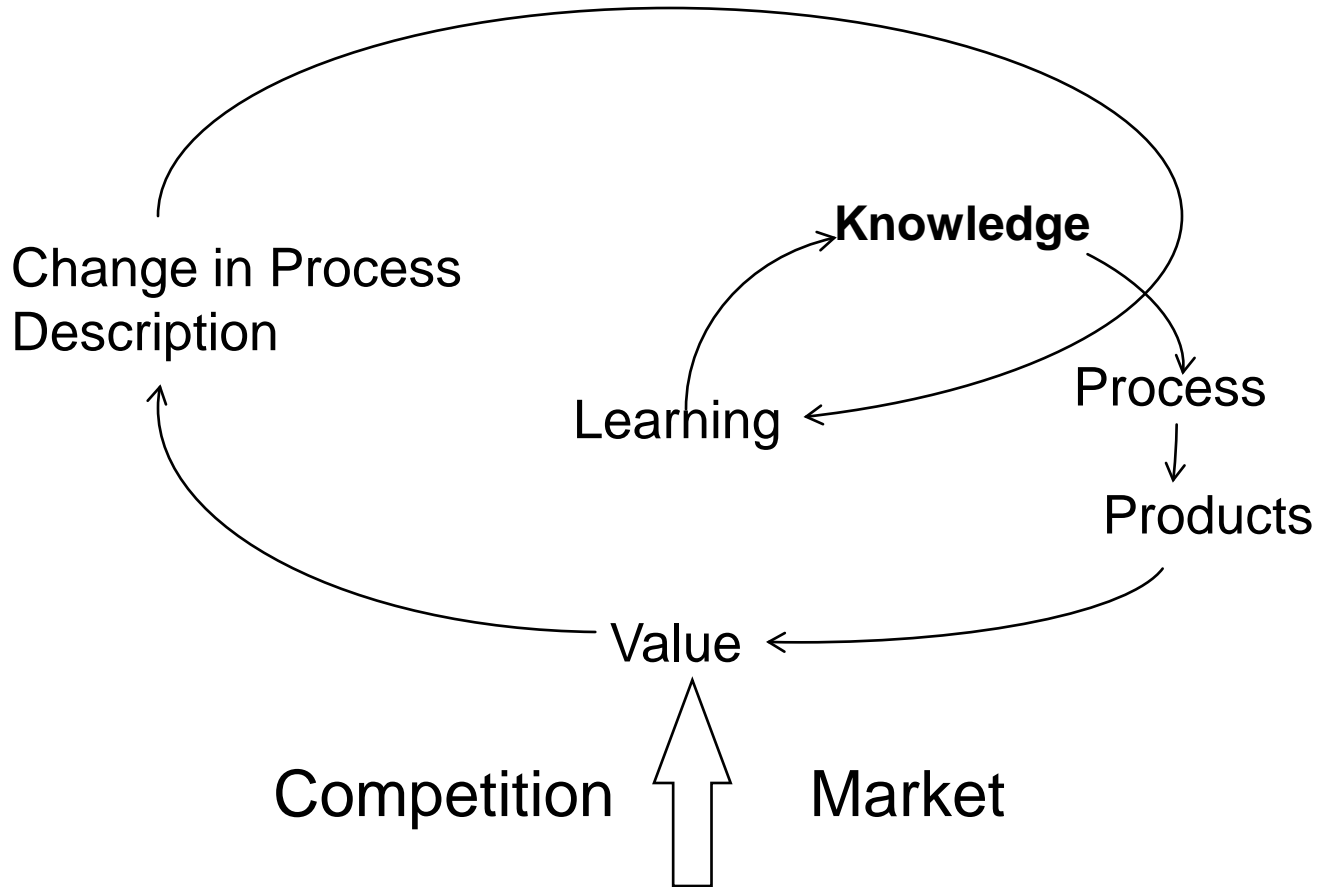 Knowledge
Change in Process
Description
Process
Learning
Products
Value
Competition
Market